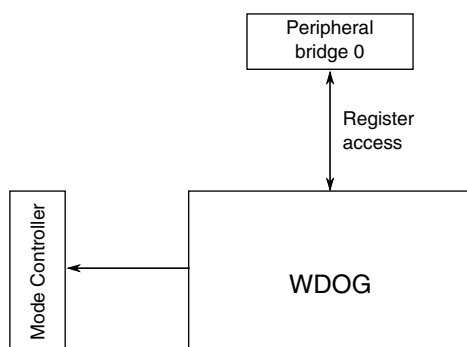 Peripheral
bridge 0
Register
access
Mode Controller
WDOG